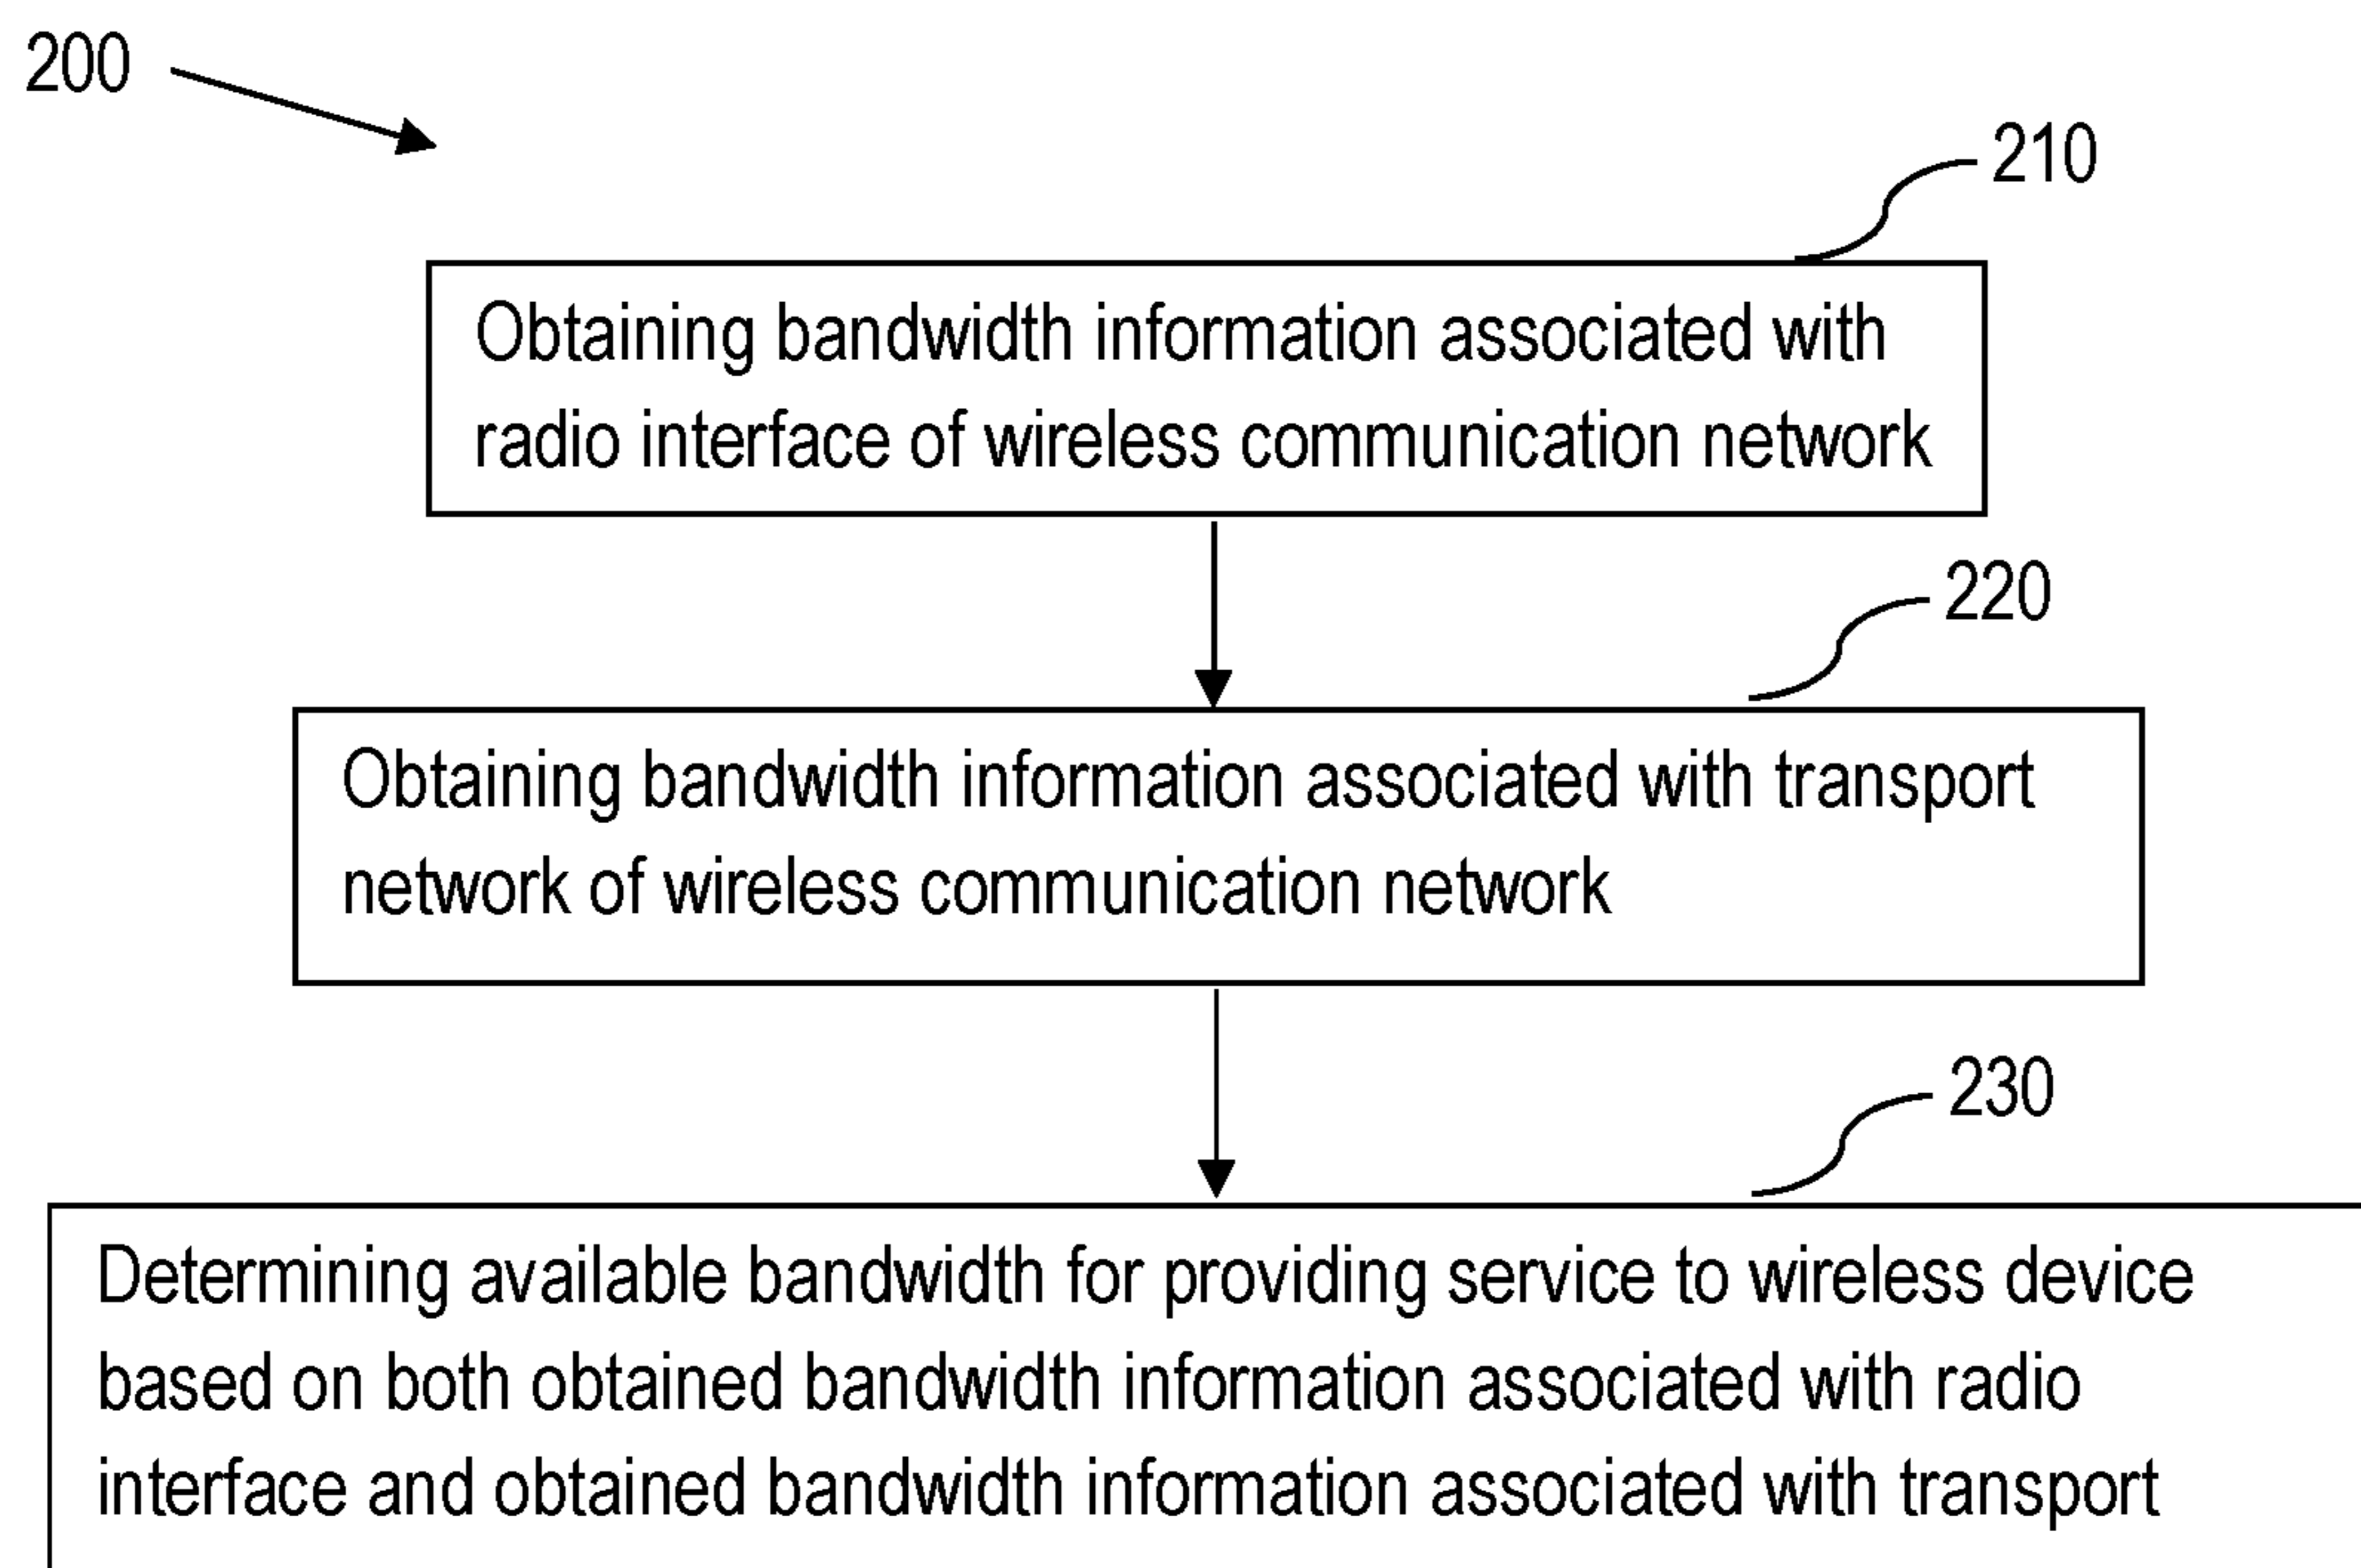 200
210
Obtaining bandwidth information associated with
radio interface of wireless communication network
220
Obtaining bandwidth information associated with transport
network of wireless communication network
230
Determining available bandwidth for providing service to wireless device
based on both obtained bandwidth information associated with radio
interface and obtained bandwidth information associated with transport